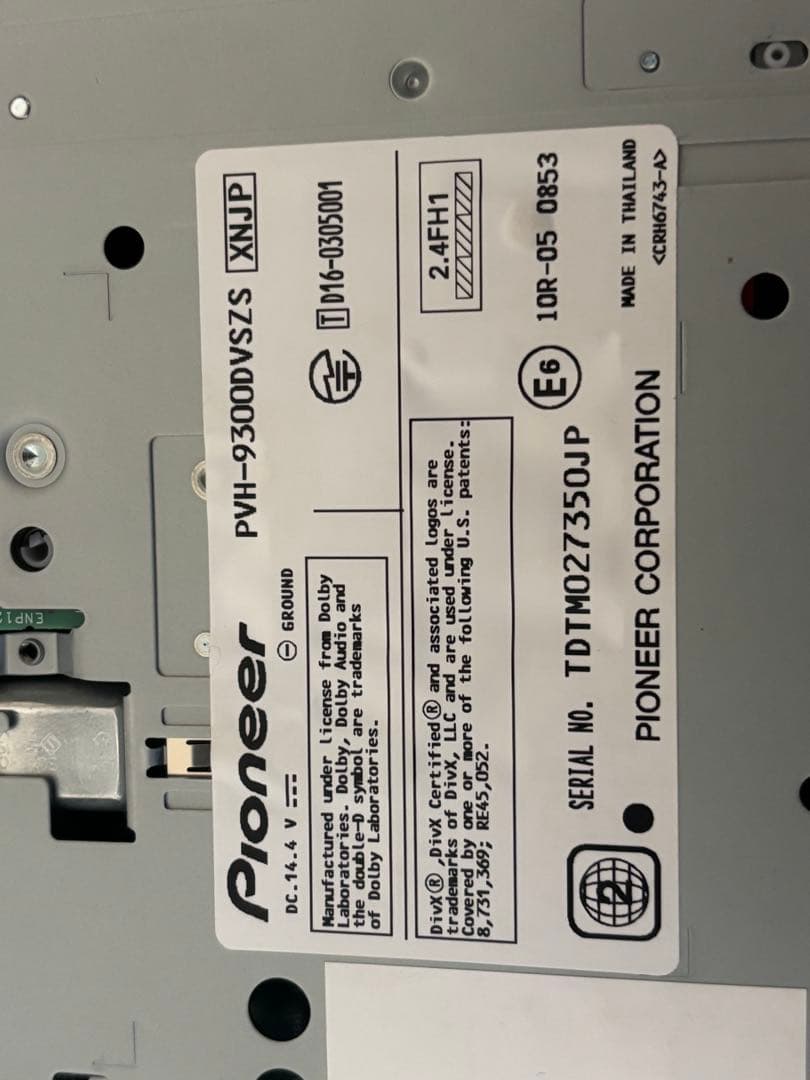 Pioneer PVH-9300DVSZS XNJP
DC.14.4 V ⎓ ⊖ GROUND
T D16-0305001
Manufactured under license from Dolby
Laboratories. Dolby, Dolby Audio and
the double-D symbol are trademarks
of Dolby Laboratories.
2.4FH1
DivX® ,DivX Certified® and associated logos are
trademarks of DivX, LLC and are used under license.
Covered by one or more of the following U.S. patents:
8,731,369; RE45,052.
E6 10R-05 0853
2
SERIAL NO. TDTM027350JP
MADE IN THAILAND
PIONEER CORPORATION <CRH6743-A>